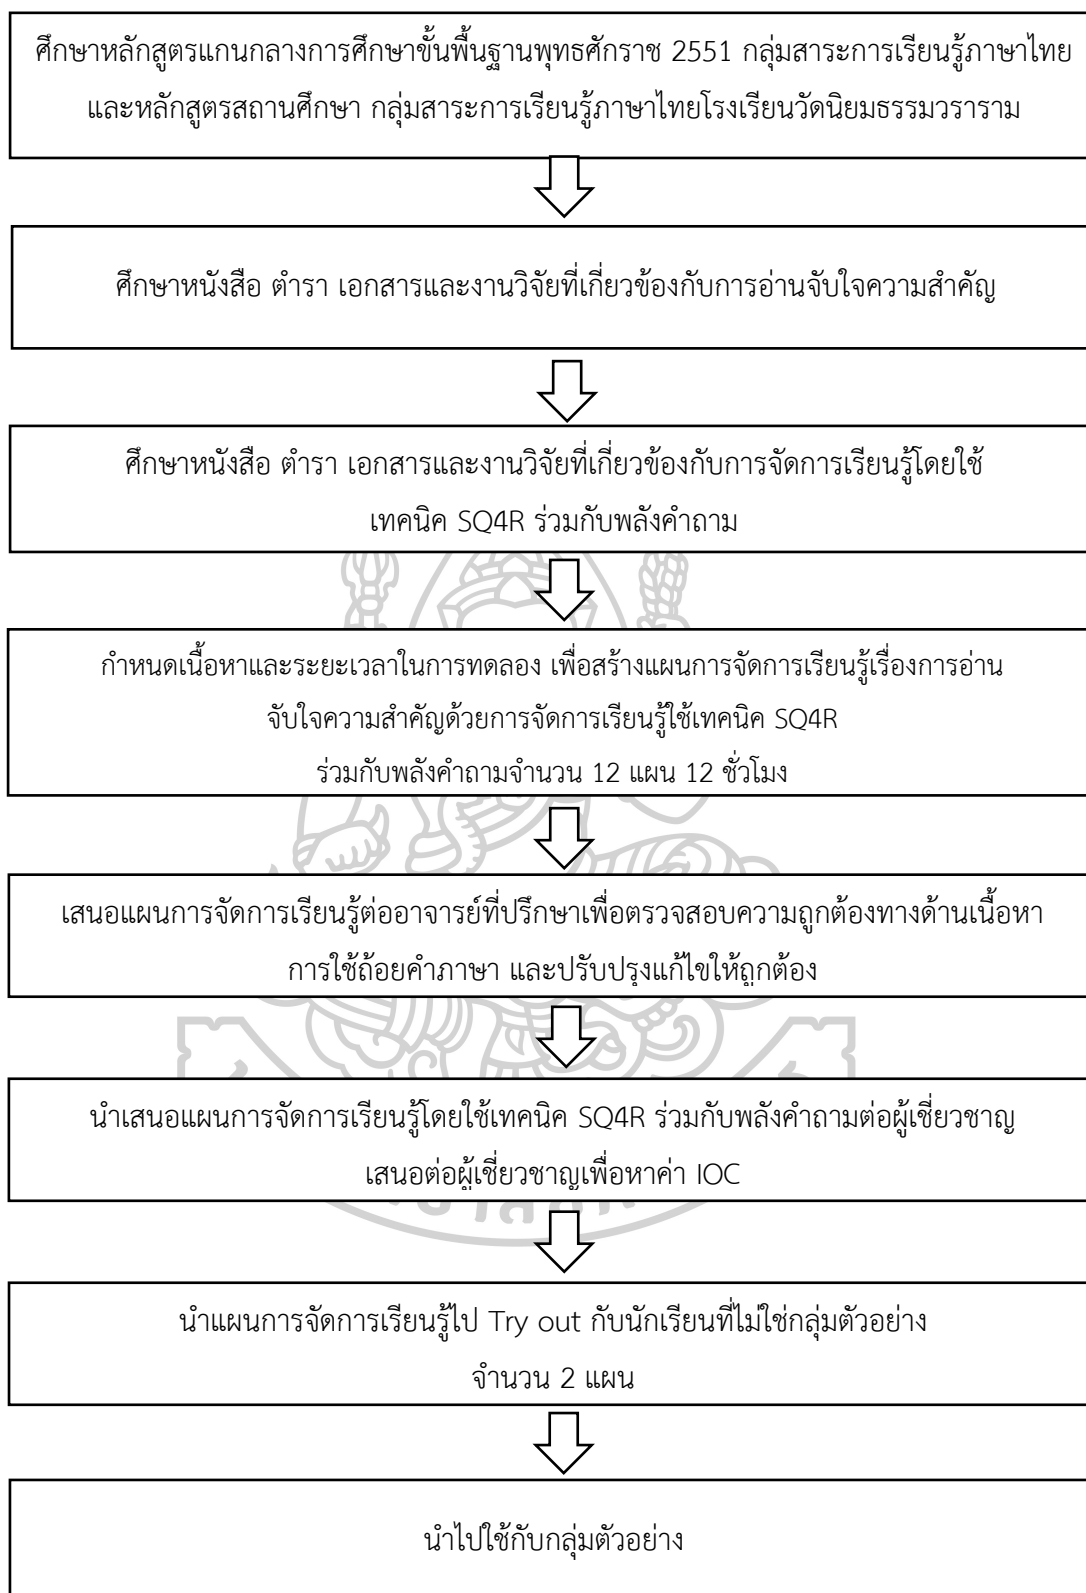 ศึกษาหลักสูตรแกนกลางการศึกษาขั้นพื้นฐานพุทธศักราช 2551 กลุ่มสาระการเรียนรู้ภาษาไทย
และหลักสูตรสถานศึกษา กลุ่มสาระการเรียนรู้ภาษาไทยโรงเรียนวัดนิยมธรรมวราราม
ศึกษาหนังสือ ตำรา เอกสารและงานวิจัยที่เกี่ยวข้องกับการอ่านจับใจความสำคัญ
ศึกษาหนังสือ ตำรา เอกสารและงานวิจัยที่เกี่ยวข้องกับการจัดการเรียนรู้โดยใช้
เทคนิค SQ4R ร่วมกับพลังคำถาม
กำหนดเนื้อหาและระยะเวลาในการทดลอง เพื่อสร้างแผนการจัดการเรียนรู้เรื่องการอ่าน
จับใจความสำคัญด้วยการจัดการเรียนรู้ใช้เทคนิค SQ4R
ร่วมกับพลังคำถามจำนวน 12 แผน 12 ชั่วโมง
เสนอแผนการจัดการเรียนรู้ต่ออาจารย์ที่ปรึกษาเพื่อตรวจสอบความถูกต้องทางด้านเนื้อหา
การใช้ถ้อยคำภาษา และปรับปรุงแก้ไขให้ถูกต้อง
นำเสนอแผนการจัดการเรียนรู้โดยใช้เทคนิค SQ4R ร่วมกับพลังคำถามต่อผู้เชี่ยวชาญ
เสนอต่อผู้เชี่ยวชาญเพื่อหาค่า IOC
นำแผนการจัดการเรียนรู้ไป Try out กับนักเรียนที่ไม่ใช่กลุ่มตัวอย่าง
จำนวน 2 แผน
นำไปใช้กับกลุ่มตัวอย่าง